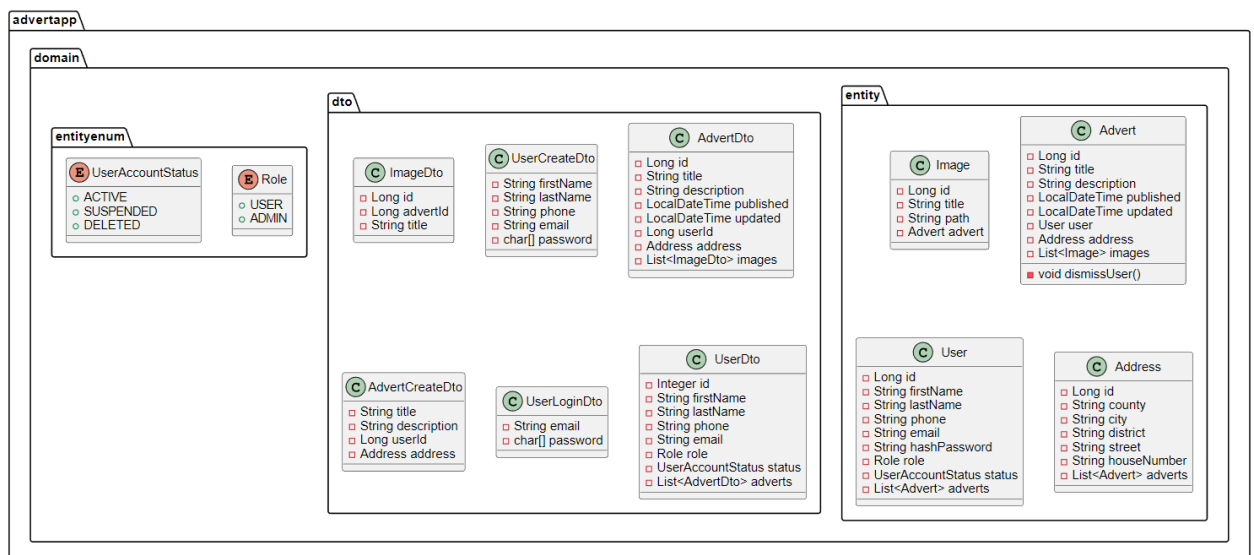 advertapp
domain
entityenum
E UserAccountStatus
ACTIVE
SUSPENDED
DELETED
E Role
USER
ADMIN
dto
C ImageDto
Long id
Long advertId
String title
C UserCreateDto
String firstName
String lastName
String phone
String email
char[] password
C AdvertDto
Long id
String title
String description
LocalDateTime published
LocalDateTime updated
Long userId
Address address
List<ImageDto> images
C AdvertCreateDto
String title
String description
Long userId
Address address
C UserLoginDto
String email
char[] password
C UserDto
Integer id
String firstName
String lastName
String phone
String email
Role role
UserAccountStatus status
List<AdvertDto> adverts
entity
C Image
Long id
String title
String path
Advert advert
C Advert
Long id
String title
String description
LocalDateTime published
LocalDateTime updated
User user
Address address
List<Image> images
void dismissUser()
C User
Long id
String firstName
String lastName
String phone
String email
String hashPassword
Role role
UserAccountStatus status
List<Advert> adverts
C Address
Long id
String county
String city
String district
String street
String houseNumber
List<Advert> adverts